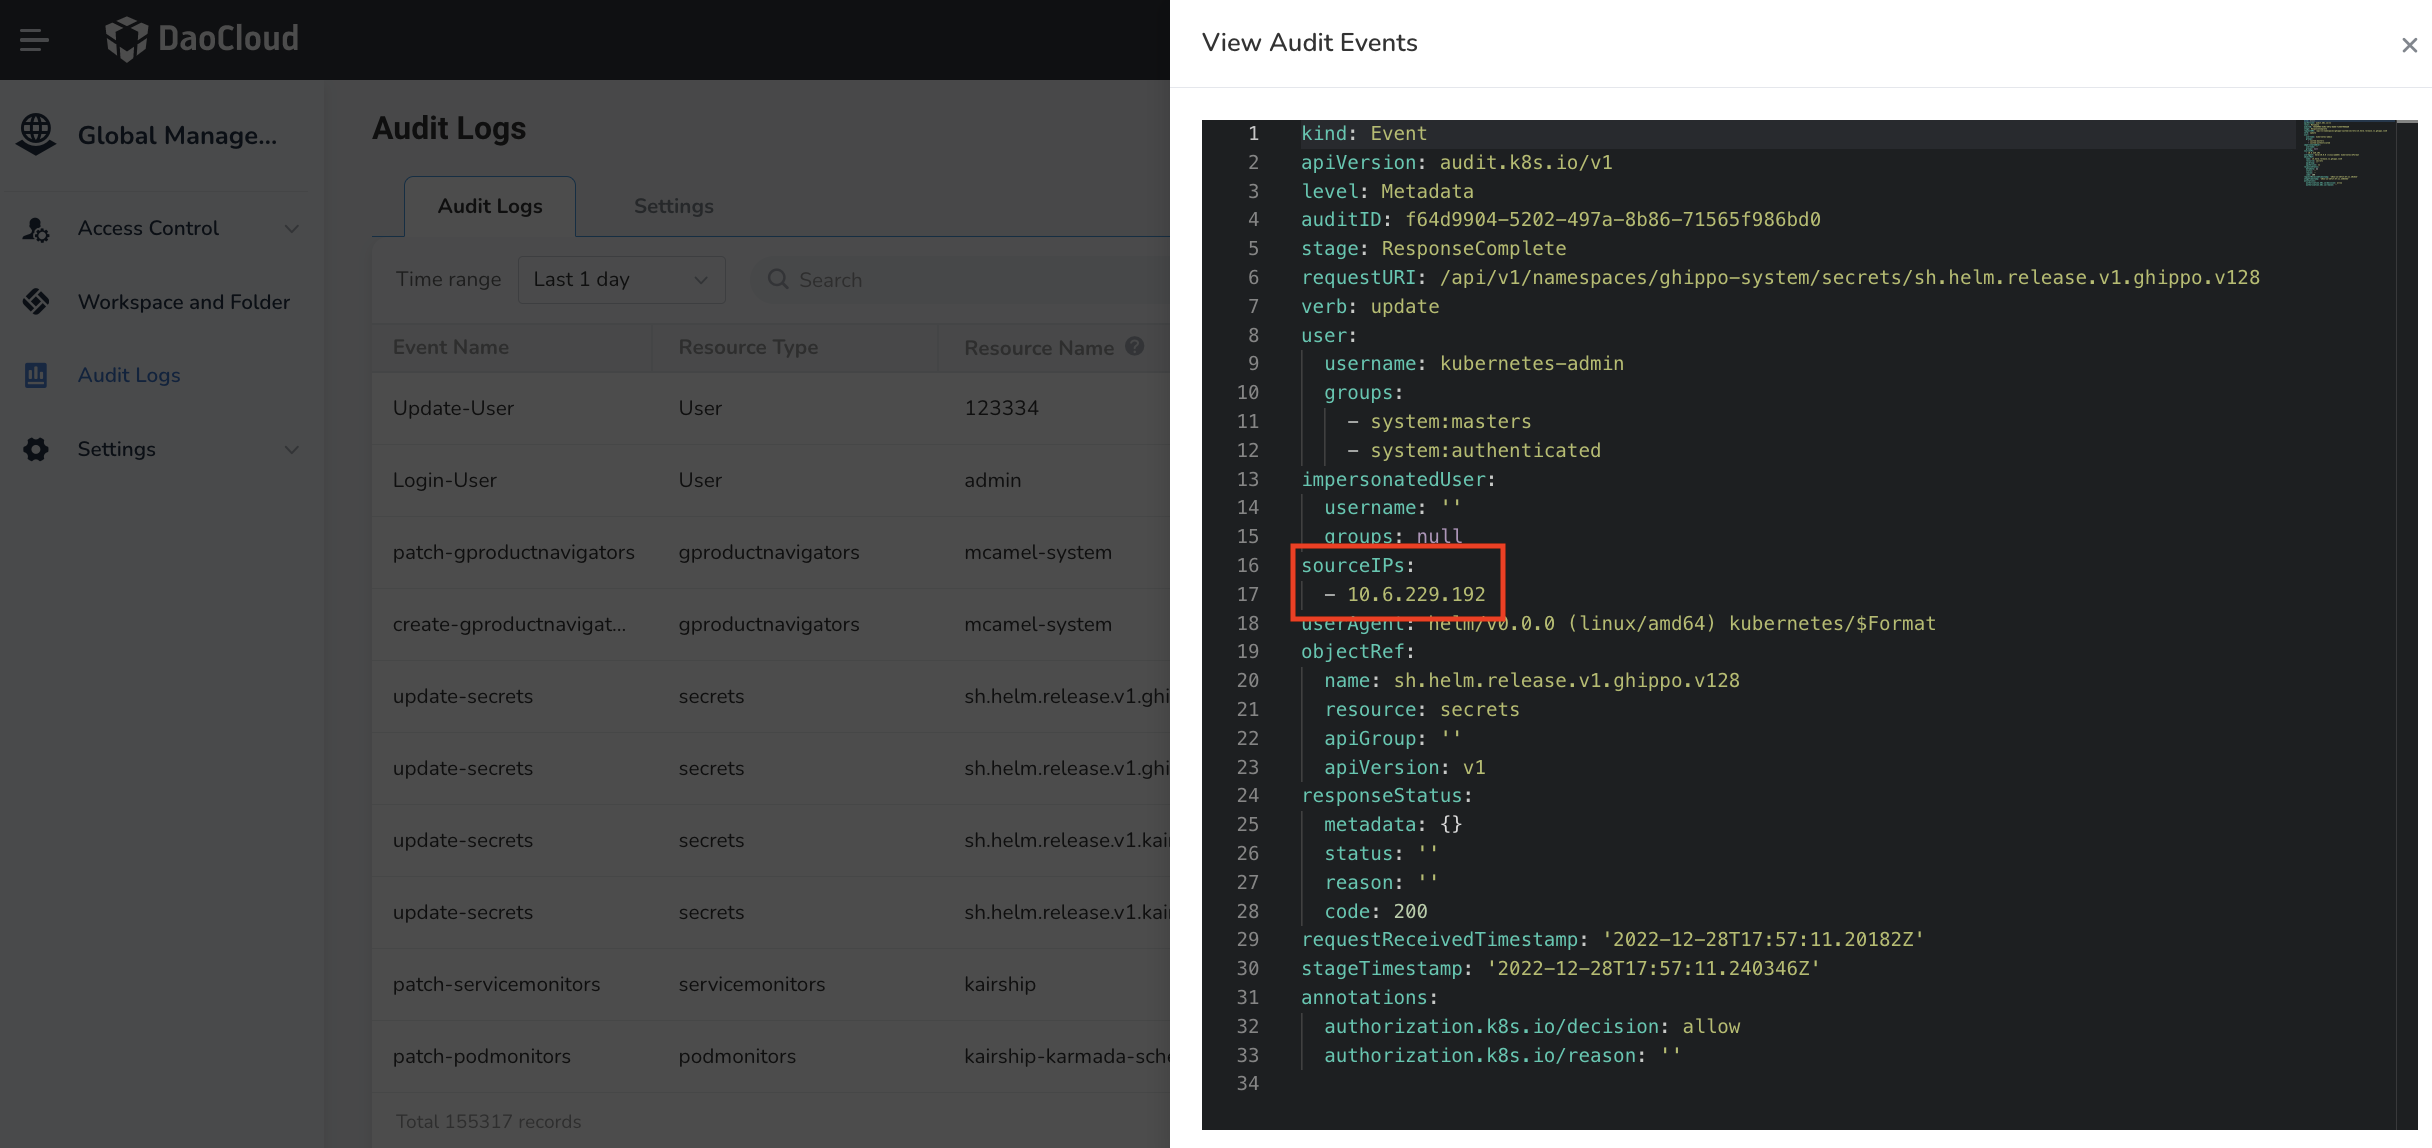 DaoCloud
Global Manage...
Access Control
Workspace and Folder
Audit Logs
Settings
Audit Logs
Audit Logs
Settings
Time range
Last 1 day
Search
Event Name Resource Type Resource Name
Update-User User 123334
Login-User User admin
patch-gproductnavigators gproductnavigators mcamel-system
create-gproductnavigat... gproductnavigators mcamel-system
update-secrets secrets sh.helm.release.v1.ghi
update-secrets secrets sh.helm.release.v1.ghi
update-secrets secrets sh.helm.release.v1.kai
update-secrets secrets sh.helm.release.v1.kai
patch-servicemonitors servicemonitors kairship
patch-podmonitors podmonitors kairship-karmada-sche
Total 155317 records
View Audit Events
1 kind: Event
2 apiVersion: audit.k8s.io/v1
3 level: Metadata
4 auditID: f64d9904-5202-497a-8b86-71565f986bd0
5 stage: ResponseComplete
6 requestURI: /api/v1/namespaces/ghippo-system/secrets/sh.helm.release.v1.ghippo.v128
7 verb: update
8 user:
9 username: kubernetes-admin
10 groups:
11 - system:masters
12 - system:authenticated
13 impersonatedUser:
14 username: ''
15 groups: null
16 sourceIPs:
17 - 10.6.229.192
18 userAgent: helm/v0.0.0 (linux/amd64) kubernetes/$Format
19 objectRef:
20 name: sh.helm.release.v1.ghippo.v128
21 resource: secrets
22 apiGroup: ''
23 apiVersion: v1
24 responseStatus:
25 metadata: {}
26 status: ''
27 reason: ''
28 code: 200
29 requestReceivedTimestamp: '2022-12-28T17:57:11.20182Z'
30 stageTimestamp: '2022-12-28T17:57:11.240346Z'
31 annotations:
32 authorization.k8s.io/decision: allow
33 authorization.k8s.io/reason: ''
34